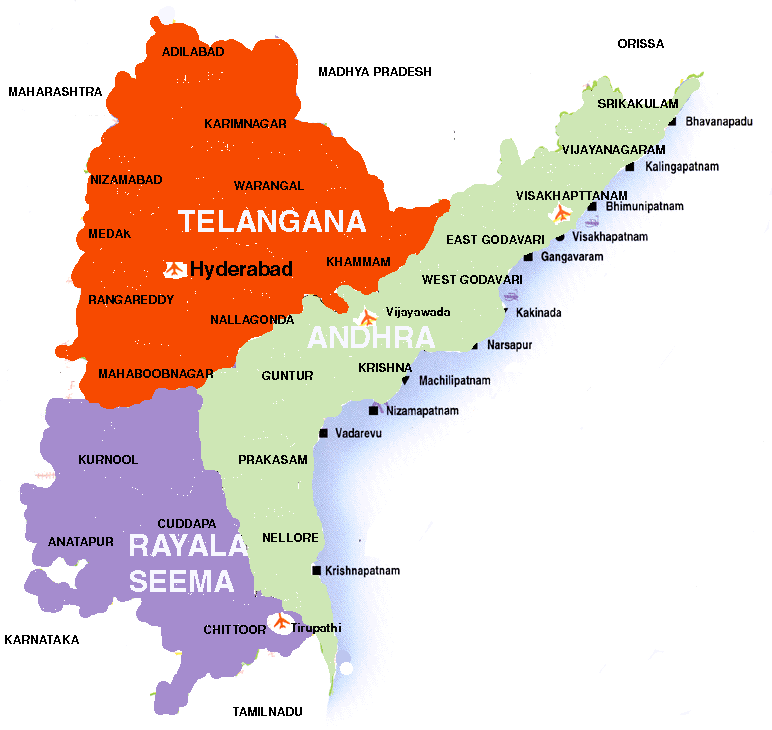 ORISSA
ADILABAD
MADHYA PRADESH
MAHARASHTRA
SRIKAKULAM
Bhavanapadu
KARIMNAGAR
VIJAYANAGARAM
Kalingapatnam
NIZAMABAD
WARANGAL
VISAKHAPTTANAM
Bhimunipatnam
TELANGANA
MEDAK
EAST GODAVARI
Visakhapatnam
Gangavaram
KHAMMAM
Hyderabad
WEST GODAVARI
RANGAREDDY
Vijayawada
Kakinada
NALLAGONDA
ANDHRA
Narsapur
KRISHNA
MAHABOOBNAGAR
GUNTUR
Machilipatnam
Nizamapatnam
Vadarevu
KURNOOL
PRAKASAM
CUDDAPA
ANATAPUR
NELLORE
RAYALA
SEEMA
Krishnapatnam
CHITTOOR
Tirupathi
KARNATAKA
TAMILNADU